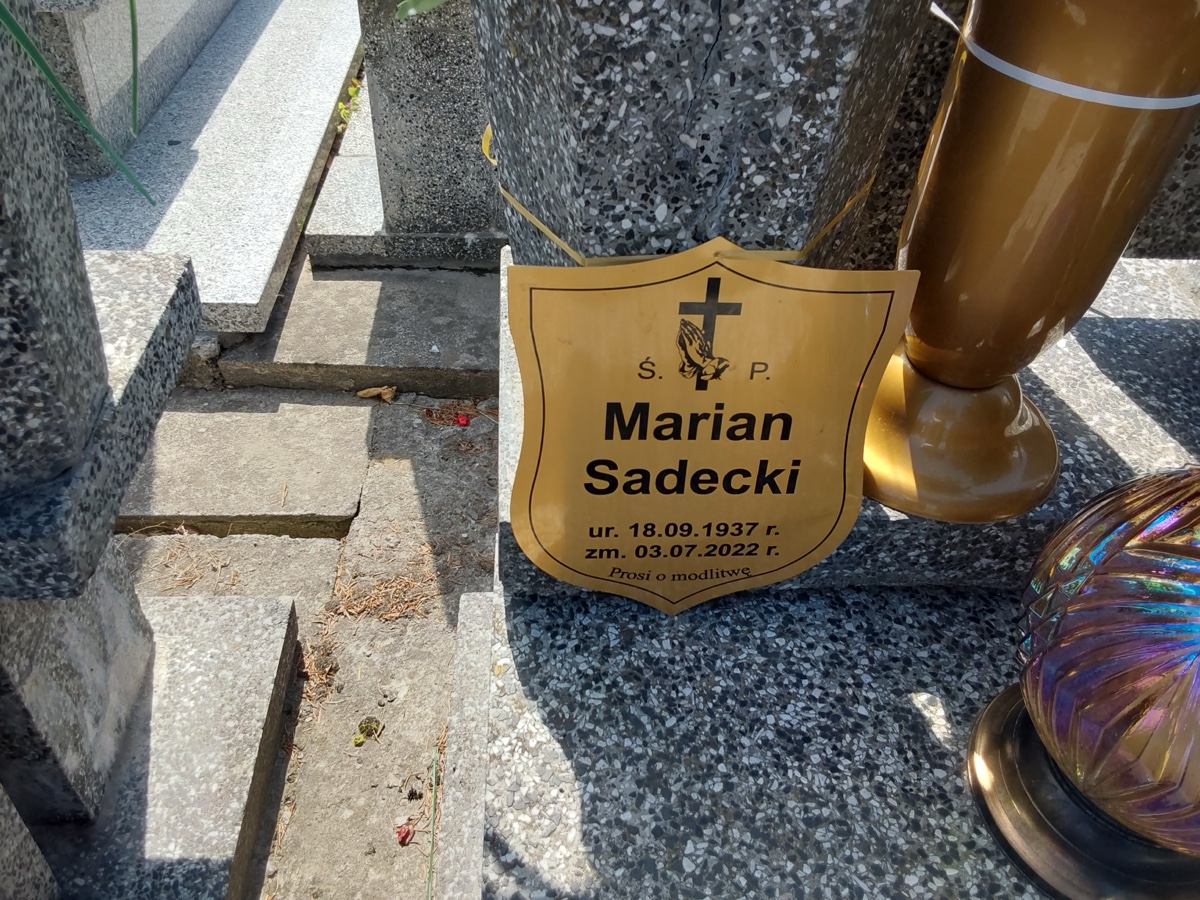 Ś. P.
Marian
Sadecki
ur. 18.09.1937 r.
zm. 03.07.2022 r.
Prosi o modlitwę